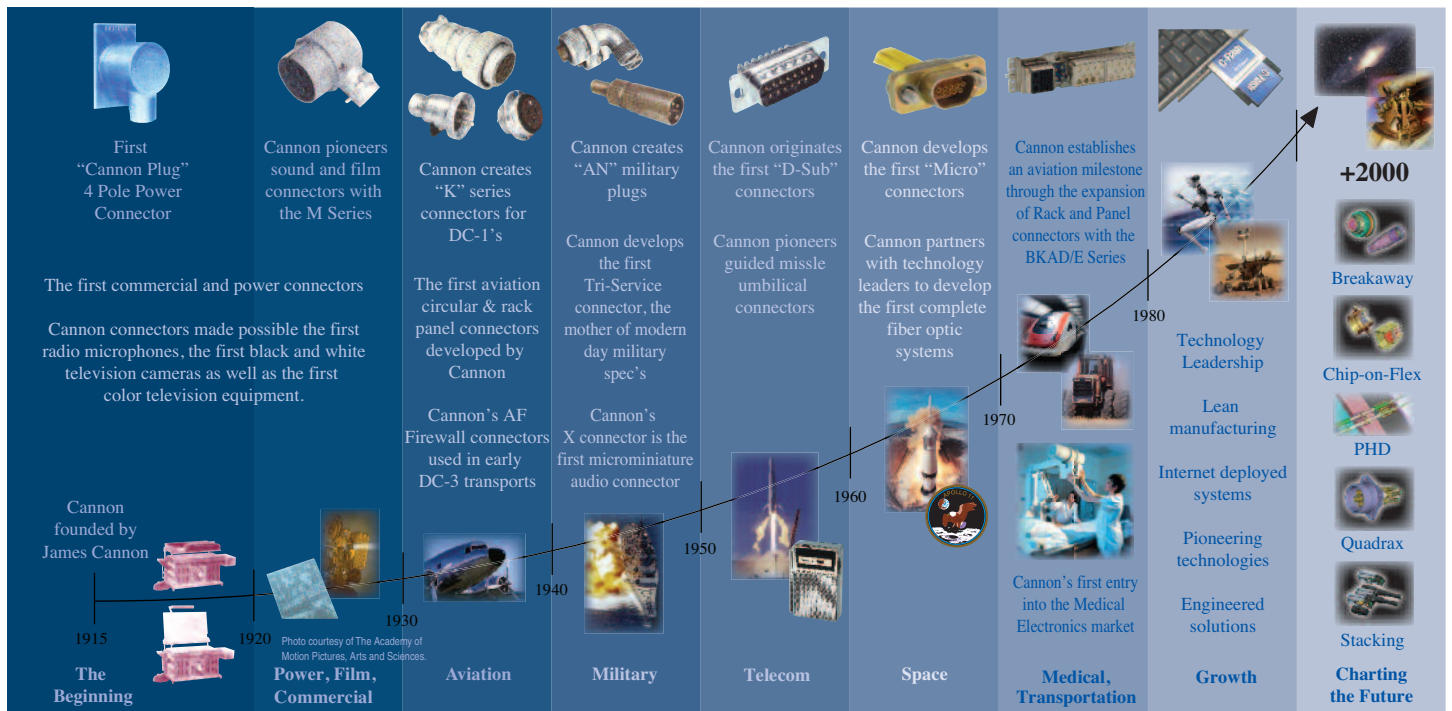 First
“Cannon Plug”
4 Pole Power
Connector
The first commercial and power connectors
Cannon connectors made possible the first
radio microphones, the first black and white
television cameras as well as the first
color television equipment.
Cannon
founded by
James Cannon
1915
The
Beginning
Cannon pioneers
sound and film
connectors with
the M Series
1920
Photo courtesy of The Academy of
Motion Pictures, Arts and Sciences.
Power, Film,
Commercial
Cannon creates
“K” series
connectors for
DC-1’s
The first aviation
circular & rack
panel connectors
developed by
Cannon
Cannon’s AF
Firewall connectors
used in early
DC-3 transports
1930
Aviation
Cannon creates
“AN” military
plugs
Cannon develops
the first
Tri-Service
connector, the
mother of modern
day military
spec’s
Cannon’s
X connector is the
first microminiature
audio connector
1940
Military
Cannon originates
the first “D-Sub”
connectors
Cannon pioneers
guided missle
umbilical
connectors
1950
Telecom
Cannon develops
the first “Micro”
connectors
Cannon partners
with technology
leaders to develop
the first complete
fiber optic
systems
1960
APOLLO 11
Space
Cannon establishes
an aviation milestone
through the expansion
of Rack and Panel
connectors with the
BKAD/E Series
1970
Cannon’s first entry
into the Medical
Electronics market
Medical,
Transportation
1980
Technology
Leadership
Lean
manufacturing
Internet deployed
systems
Pioneering
technologies
Engineered
solutions
Growth
+2000
Breakaway
Chip-on-Flex
PHD
Quadrax
Stacking
Charting
the Future